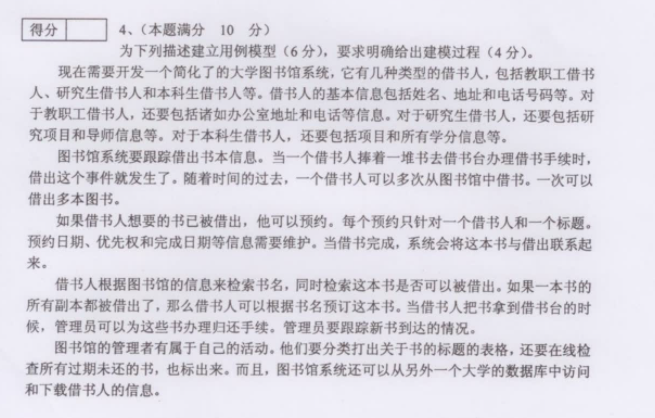 得分
4、（本题满分 10 分）
为下列描述建立用例模型（6 分），要求明确给出建模过程（4 分）。
现在需要开发一个简化了的大学图书馆系统，它有几种类型的借书人，包括教职工借书
人、研究生借书人和本科生借书人等。借书人的基本信息包括姓名、地址和电话号码等。对
于教职工借书人，还要包括诸如办公室地址和电话等信息。对于研究生借书人，还要包括研
究项目和导师信息等。对于本科生借书人，还要包括项目和所有学分信息等。
图书馆系统要跟踪借出书本信息。当一个借书人捧着一堆书去借书台办理借书手续时，
借出这个事件就发生了。随着时间的过去，一个借书人可以多次从图书馆中借书。一次可以
借出多本图书。
如果借书人想要的书已被借出，他可以预约。每个预约只针对一个借书人和一个标题。
预约日期、优先权和完成日期等信息需要维护。当借书完成，系统会将这本书与借出联系起
来。
借书人根据图书馆的信息来检索书名，同时检索这本书是否可以被借出。如果一本书的
所有副本都被借出了，那么借书人可以根据书名预订这本书。当借书人把书拿到借书台的时
候，管理员可以为这些书办理归还手续。管理员要跟踪新书到达的情况。
图书馆的管理者有属于自己的活动。他们要分类打出关于书的标题的表格，还要在线检
查所有过期未还的书，也标出来。而且，图书馆系统还可以从另外一个大学的数据库中访问
和下载借书人的信息。